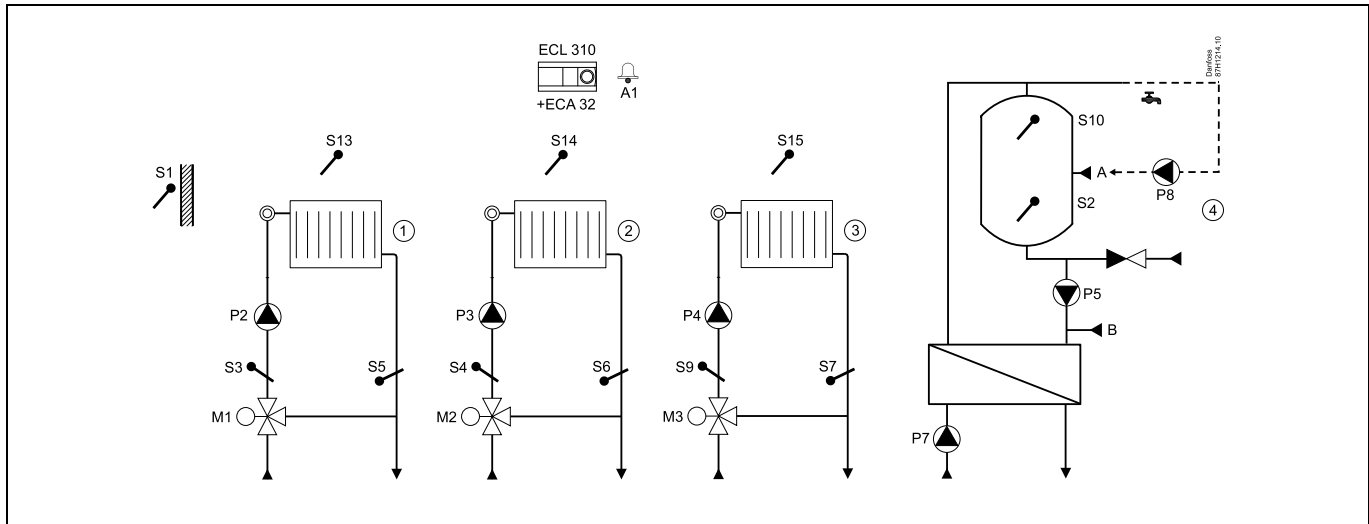 ECL 310
A1
+ECA 32
Danfoss
87H1214.10
S10
S13
S14
S15
S1
A
P8
S2
4
1
2
3
P2
P3
P4
P5
B
S3
S5
S4
S6
S9
S7
M1
M2
M3
P7